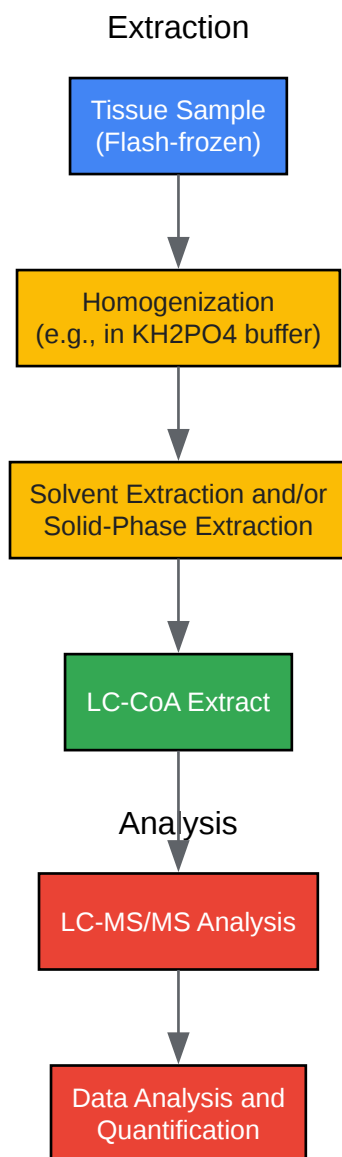 Extraction
Tissue Sample
(Flash-frozen)
Homogenization
(e.g., in KH2PO4 buffer)
Solvent Extraction and/or
Solid-Phase Extraction
LC-CoA Extract
Analysis
LC-MS/MS Analysis
Data Analysis and
Quantification